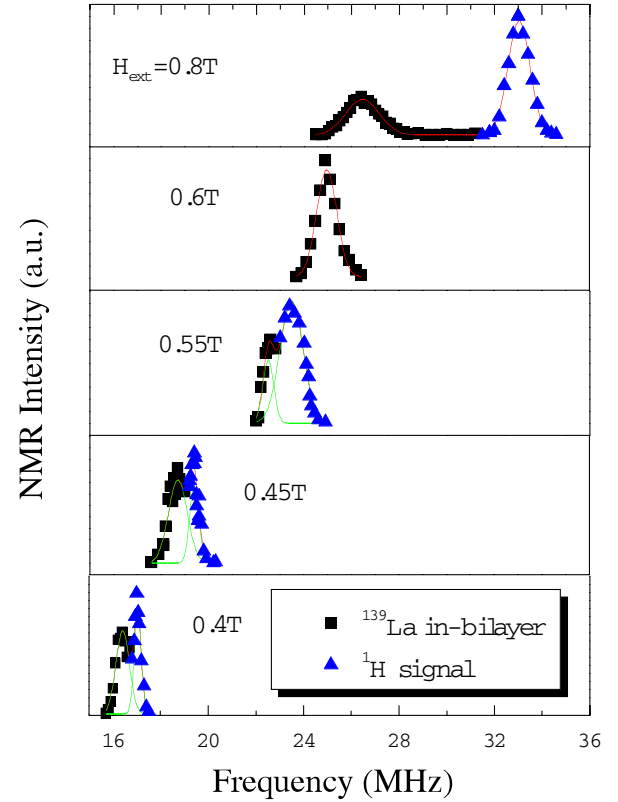 H_ext=0.8T
0.6T
0.55T
0.45T
0.4T
¹³⁹La in-bilayer
¹H signal
NMR Intensity (a.u.)
16 20 24 28 32 36
Frequency (MHz)